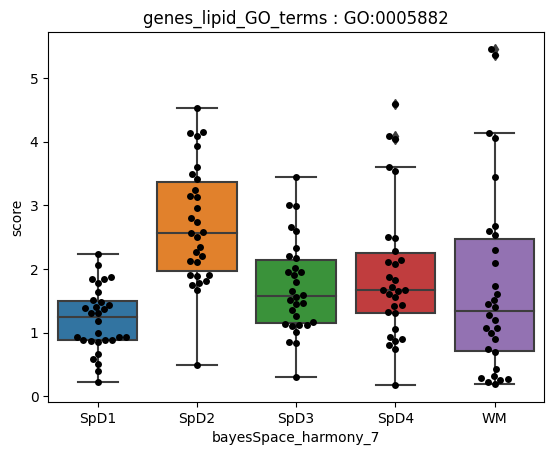 genes_lipid_GO_terms : GO:0005882
score
5
4
3
2
1
0
SpD1 SpD2 SpD3 SpD4 WM
bayesSpace_harmony_7